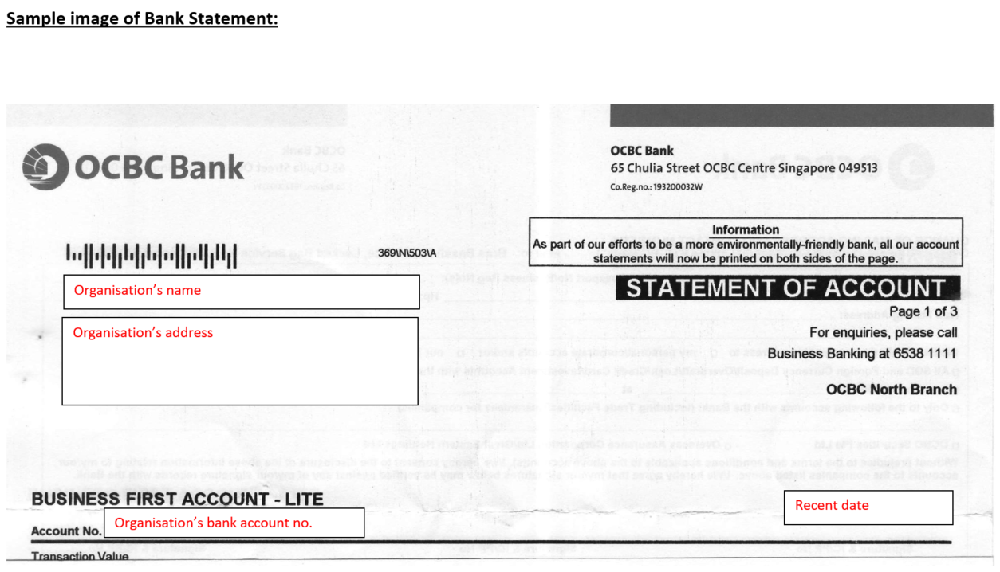 Sample image of Bank Statement:
OCBC Bank
OCBC Bank
65 Chulia Street OCBC Centre Singapore 049513
Co.Reg.no.: 193200032W
Information
As part of our efforts to be a more environmentally-friendly bank, all our account
statements will now be printed on both sides of the page.
369\N\503\A
Organisation's name
STATEMENT OF ACCOUNT
Page 1 of 3
Organisation's address
For enquiries, please call
Business Banking at 6538 1111
OCBC North Branch
BUSINESS FIRST ACCOUNT - LITE
Recent date
Account No. Organisation's bank account no.
Transaction Value